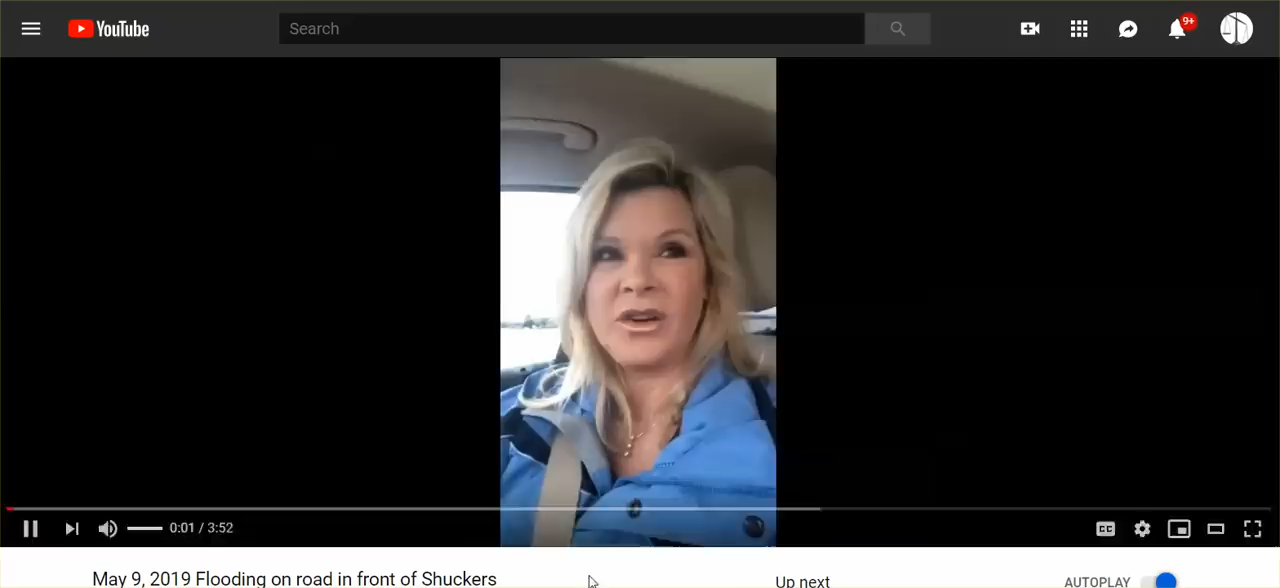 YouTube
Search
9+
0:01 / 3:52
CC
May 9, 2019 Flooding on road in front of Shuckers
Up next
AUTOPLAY